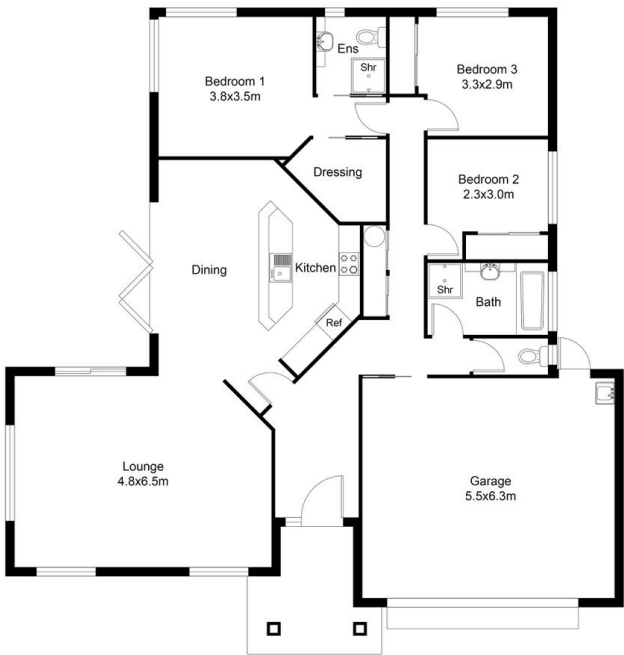 Ens
Shr
Bedroom 1
3.8x3.5m
Bedroom 3
3.3x2.9m
Dressing
Bedroom 2
2.3x3.0m
Dining
Kitchen
Shr
Bath
Ref
Lounge
4.8x6.5m
Garage
5.5x6.3m